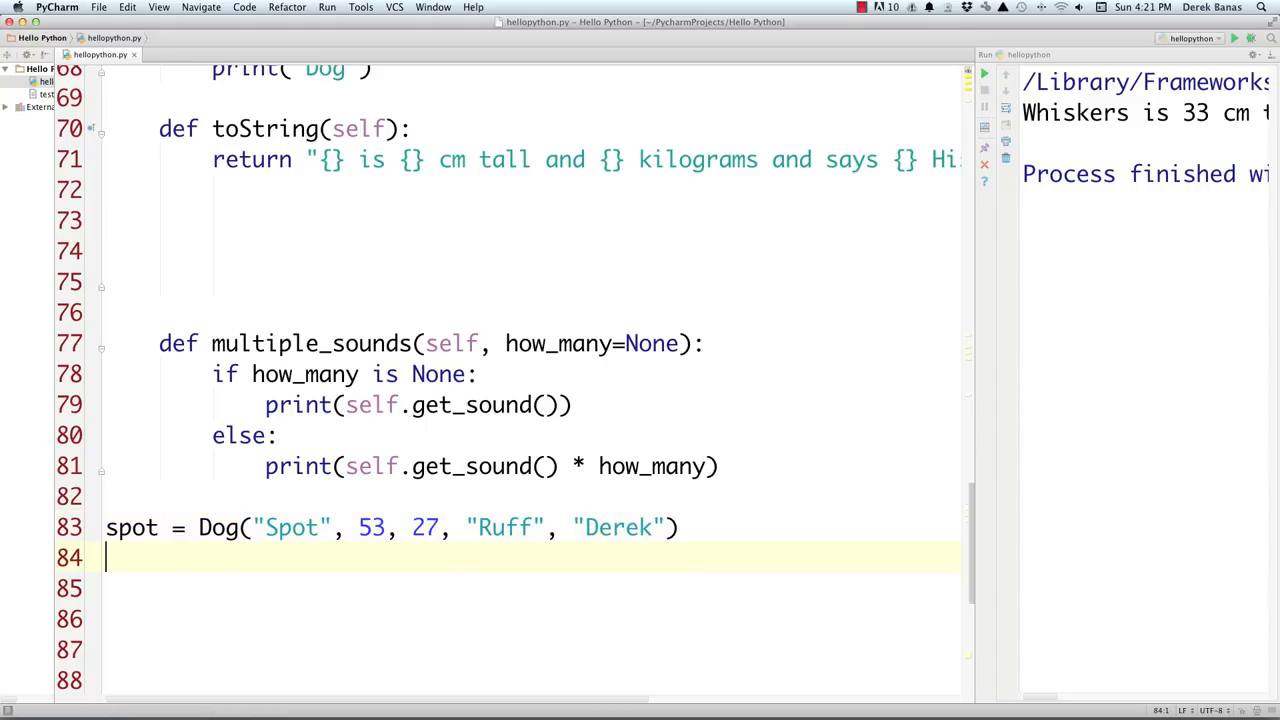 PyCharm File Edit View Navigate Code Refactor Run Tools VCS Window Help 10 Sun 4:21 PM Derek Banas
hellopython.py – Hello Python – [~/PycharmProjects/Hello Python]
Hello Python hellopython.py hellopython
hellopython.py Run hellopython
Hello P
hell
test
Externa
68 print("Dog")
69
70 def toString(self):
71 return "{} is {} cm tall and {} kilograms and says {} Hi
72
73
74
75
76
77 def multiple_sounds(self, how_many=None):
78 if how_many is None:
79 print(self.get_sound())
80 else:
81 print(self.get_sound() * how_many)
82
83 spot = Dog("Spot", 53, 27, "Ruff", "Derek")
84
85
86
87
88
/Library/Frameworks
Whiskers is 33 cm t
Process finished wi
84:1 LF UTF-8